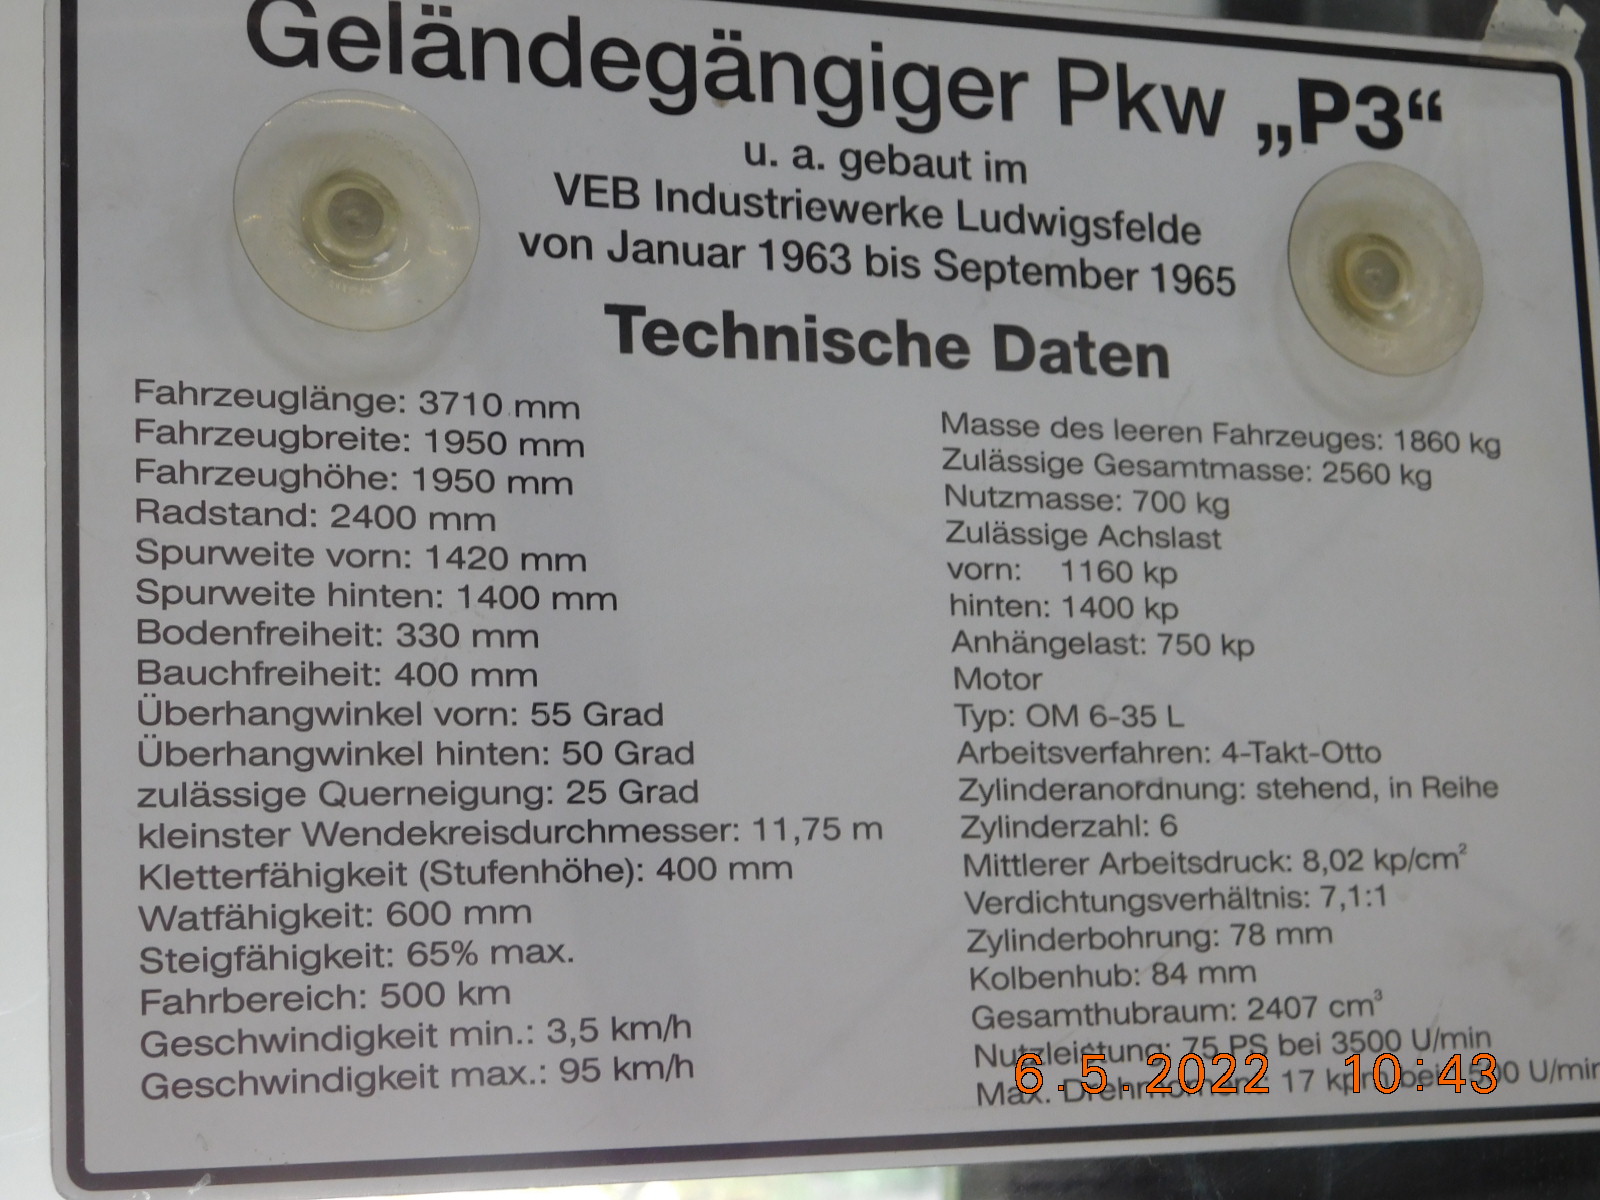 Geländegängiger Pkw „P3“
u. a. gebaut im
VEB Industriewerke Ludwigsfelde
von Januar 1963 bis September 1965
Technische Daten
Fahrzeuglänge: 3710 mm
Fahrzeugbreite: 1950 mm
Fahrzeughöhe: 1950 mm
Radstand: 2400 mm
Spurweite vorn: 1420 mm
Spurweite hinten: 1400 mm
Bodenfreiheit: 330 mm
Bauchfreiheit: 400 mm
Überhangwinkel vorn: 55 Grad
Überhangwinkel hinten: 50 Grad
zulässige Querneigung: 25 Grad
kleinster Wendekreisdurchmesser: 11,75 m
Kletterfähigkeit (Stufenhöhe): 400 mm
Watfähigkeit: 600 mm
Steigfähigkeit: 65% max.
Fahrbereich: 500 km
Geschwindigkeit min.: 3,5 km/h
Geschwindigkeit max.: 95 km/h
Masse des leeren Fahrzeuges: 1860 kg
Zulässige Gesamtmasse: 2560 kg
Nutzmasse: 700 kg
Zulässige Achslast
vorn: 1160 kp
hinten: 1400 kp
Anhängelast: 750 kp
Motor
Typ: OM 6-35 L
Arbeitsverfahren: 4-Takt-Otto
Zylinderanordnung: stehend, in Reihe
Zylinderzahl: 6
Mittlerer Arbeitsdruck: 8,02 kp/cm²
Verdichtungsverhältnis: 7,1:1
Zylinderbohrung: 78 mm
Kolbenhub: 84 mm
Gesamthubraum: 2407 cm³
Nutzleistung: 75 PS bei 3500 U/min
Max. Drehmoment: 17 kpm bei U/min
6.5.2022 10:43